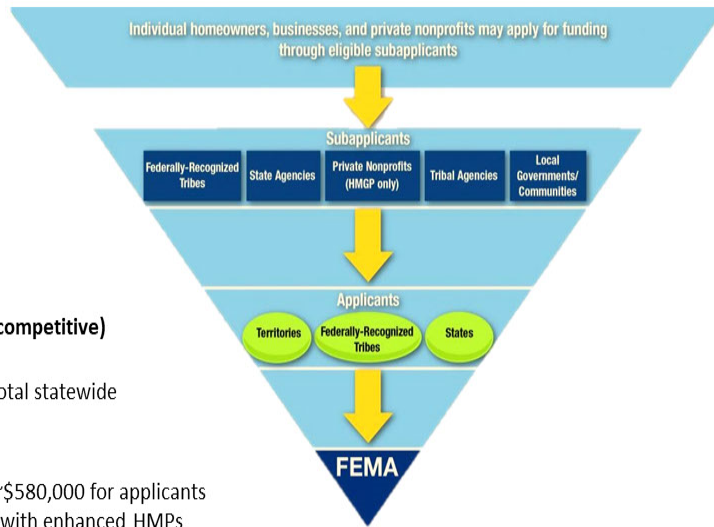 Individual homeowners, businesses, and private nonprofits may apply for funding
through eligible subapplicants
Subapplicants
Federally-Recognized
Tribes
State Agencies
Private Nonprofits
(HMGP only)
Tribal Agencies
Local
Governments/
Communities
Applicants
Territories
Federally-Recognized
Tribes
States
FEMA
competitive)
otal statewide
$580,000 for applicants
with enhanced HMPs